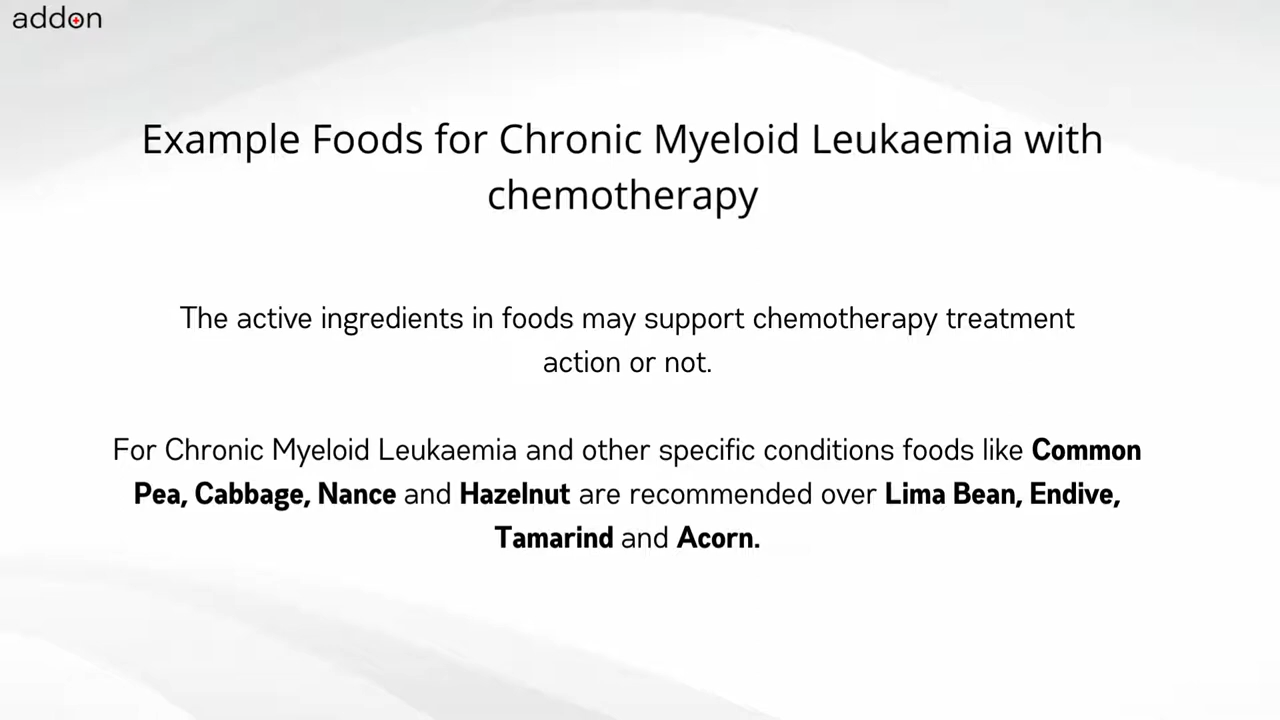 addon
Example Foods for Chronic Myeloid Leukaemia with
chemotherapy
The active ingredients in foods may support chemotherapy treatment
action or not.
For Chronic Myeloid Leukaemia and other specific conditions foods like Common
Pea, Cabbage, Nance and Hazelnut are recommended over Lima Bean, Endive,
Tamarind and Acorn.